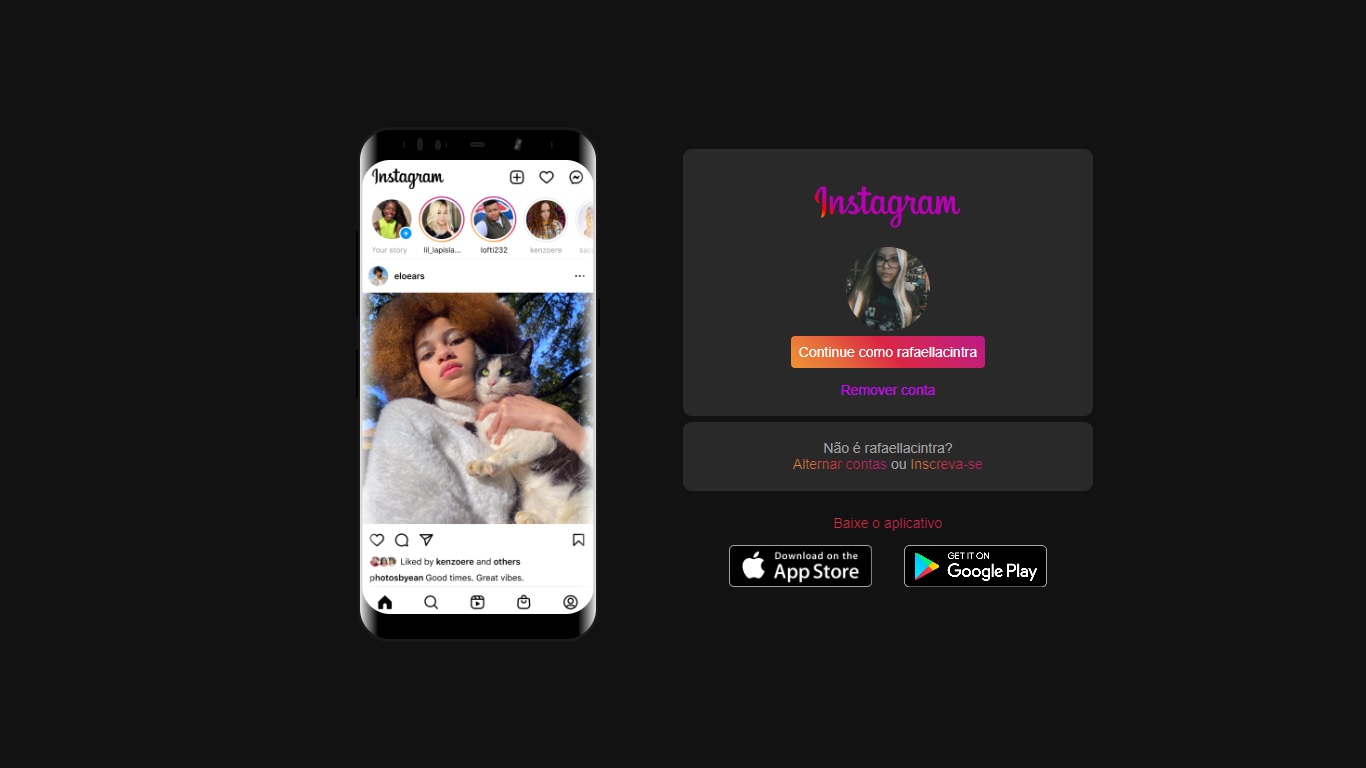 Instagram
Your story
lil_lapisla...
lofti232
kenzoere
eloears
Liked by kenzoere and others
photosbyean Good times. Great vibes.
Instagram
Continue como rafaellacintra
Remover conta
Não é rafaellacintra?
Alternar contas ou Inscreva-se
Baixe o aplicativo
Download on the
App Store
GET IT ON
Google Play